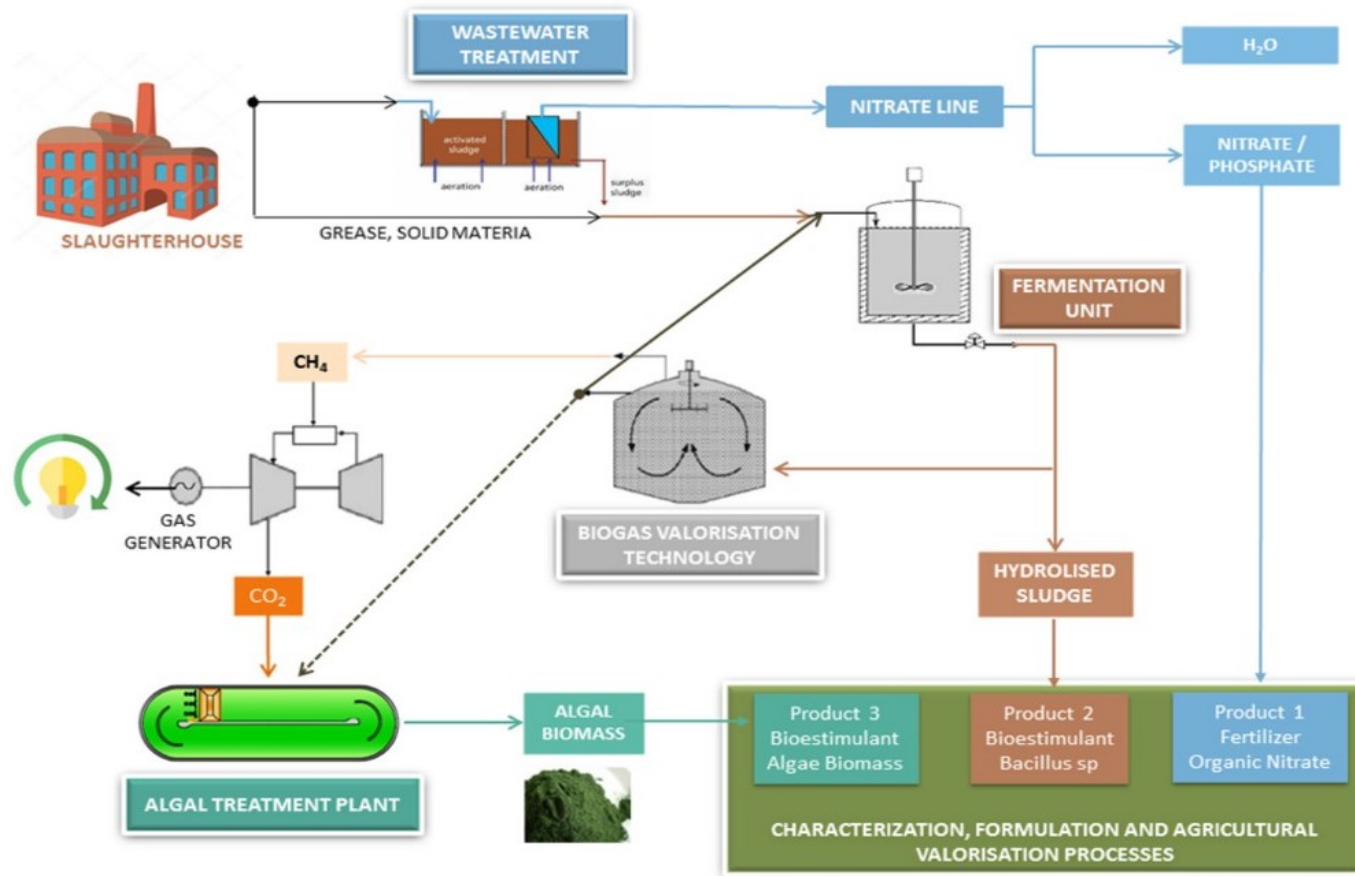 WASTEWATER
TREATMENT
H₂O
NITRATE LINE
activated
sludge
NITRATE /
PHOSPHATE
aeration
aeration
surplus
sludge
SLAUGHTERHOUSE
GREASE, SOLID MATERIA
FERMENTATION
UNIT
CH₄
GAS
GENERATOR
BIOGAS VALORISATION
TECHNOLOGY
HYDROLISED
SLUDGE
CO₂
ALGAL
BIOMASS
Product 3
Bioestimulant
Algae Biomass
Product 2
Bioestimulant
Bacillus sp
Product 1
Fertilizer
Organic Nitrate
ALGAL TREATMENT PLANT
CHARACTERIZATION, FORMULATION AND AGRICULTURAL
VALORISATION PROCESSES